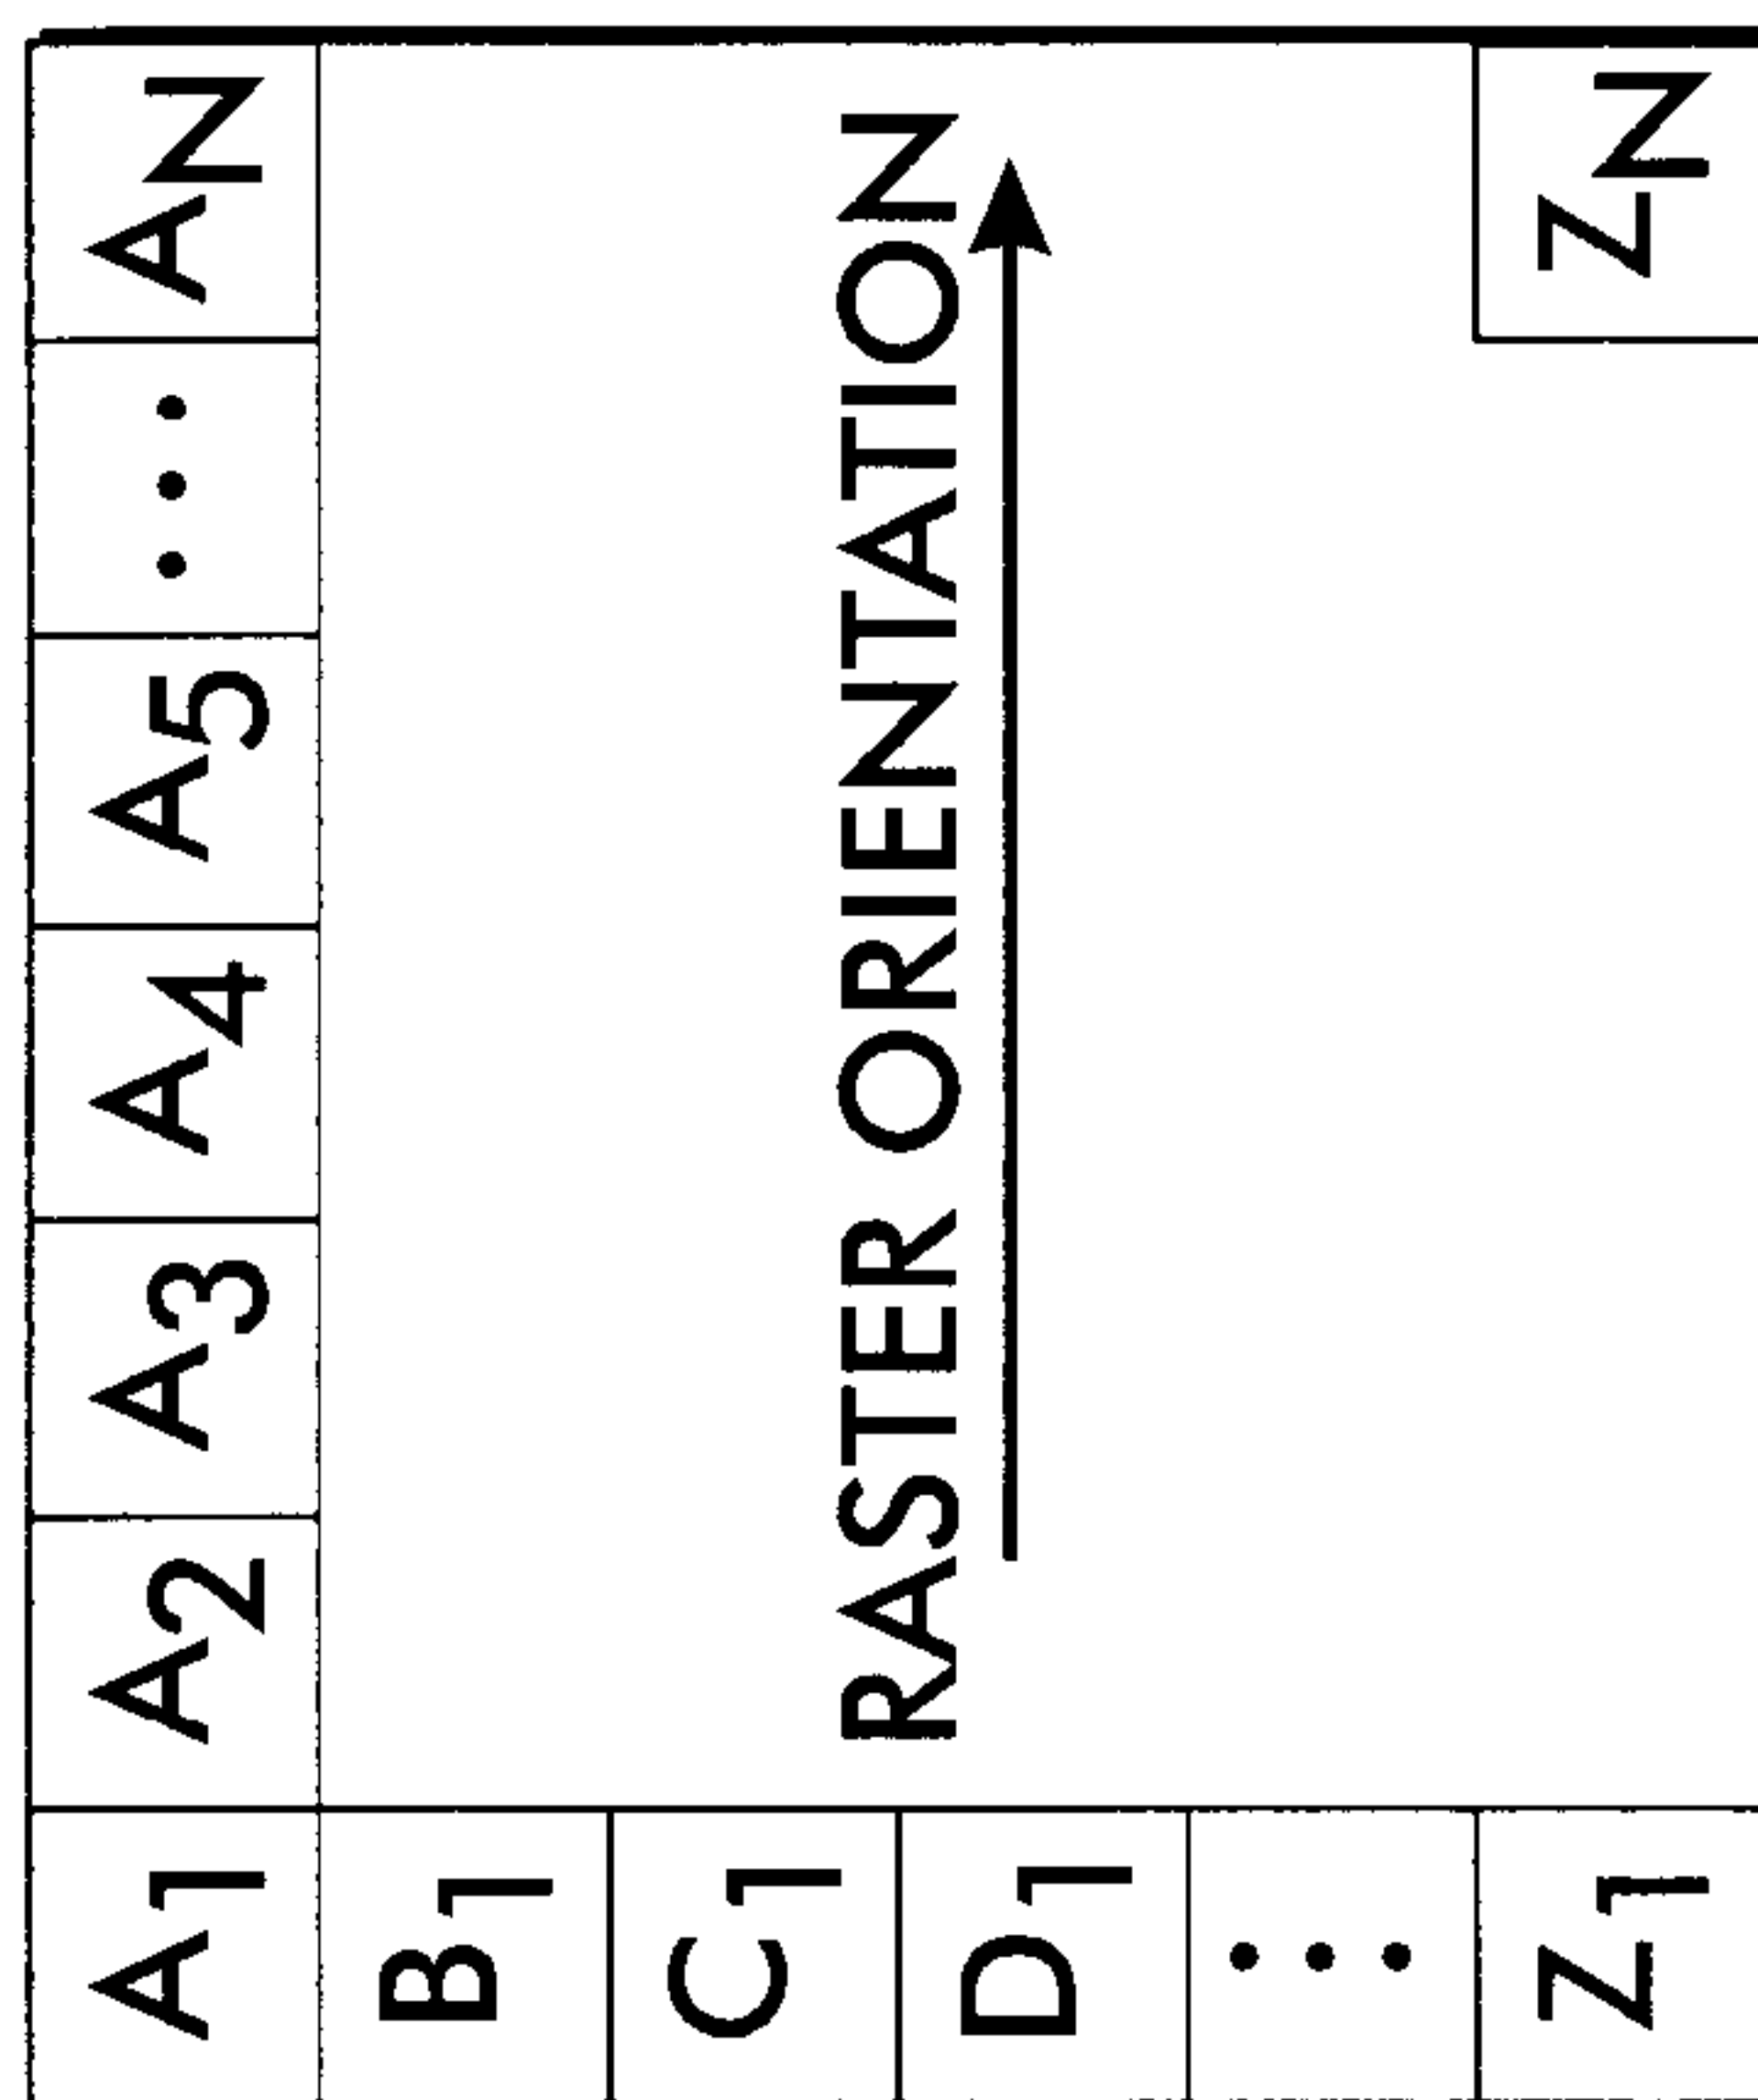 A₁ A₂ A₃ A₄ A₅ ... Aₙ
B₁
C₁
RASTER ORIENTATION
D₁
...
Z₁ Zₙ